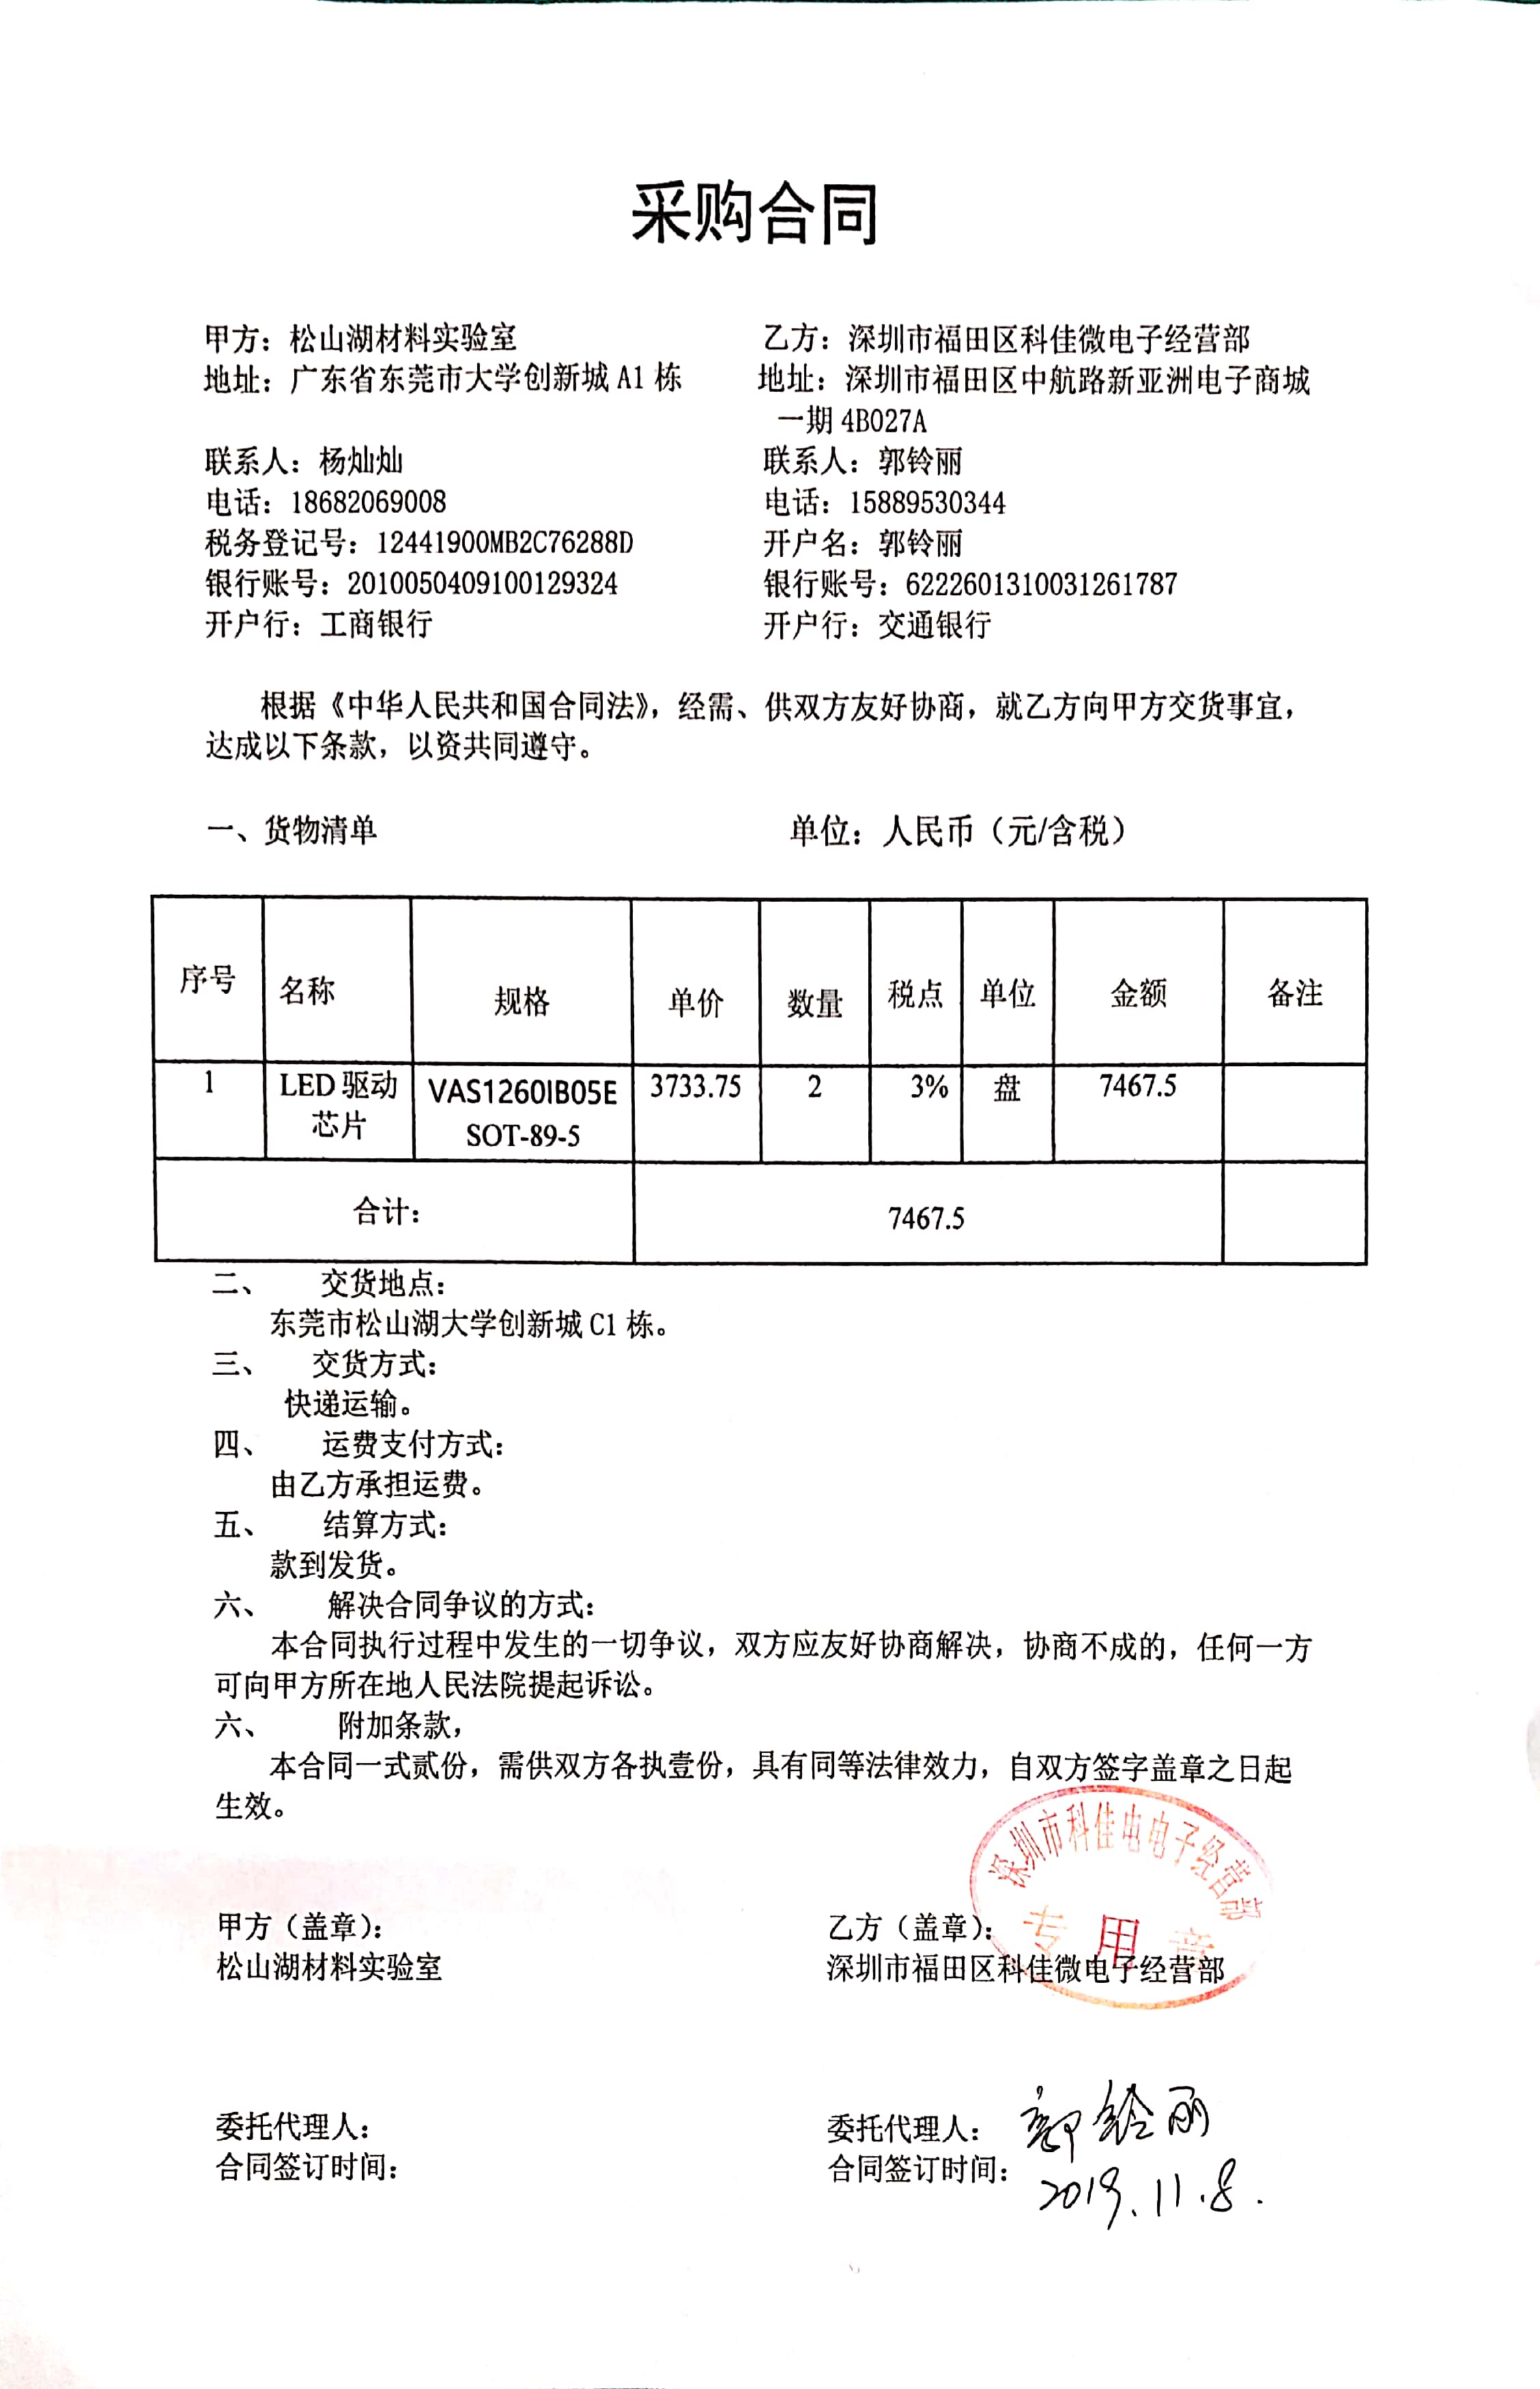 采购合同
甲方：松山湖材料实验室
地址：广东省东莞市大学创新城 A1 栋
联系人：杨灿灿
电话：18682069008
税务登记号：12441900MB2C76288D
银行账号：2010050409100129324
开户行：工商银行
乙方：深圳市福田区科佳微电子经营部
地址：深圳市福田区中航路新亚洲电子商城
一期 4B027A
联系人：郭铃丽
电话：15889530344
开户名：郭铃丽
银行账号：6222601310031261787
开户行：交通银行
根据《中华人民共和国合同法》，经需、供双方友好协商，就乙方向甲方交货事宜，
达成以下条款，以资共同遵守。
一、货物清单 单位：人民币（元/含税）
序号 名称 规格 单价 数量 税点 单位 金额 备注
1 LED 驱动芯片 VAS1260IB05E SOT-89-5 3733.75 2 3% 盘 7467.5
合计： 7467.5
二、 交货地点：
东莞市松山湖大学创新城 C1 栋。
三、 交货方式：
快递运输。
四、 运费支付方式：
由乙方承担运费。
五、 结算方式：
款到发货。
六、 解决合同争议的方式：
本合同执行过程中发生的一切争议，双方应友好协商解决，协商不成的，任何一方
可向甲方所在地人民法院提起诉讼。
六、 附加条款，
本合同一式贰份，需供双方各执壹份，具有同等法律效力，自双方签字盖章之日起
生效。
深圳市科佳电电子经营部
专用章
甲方（盖章）：
松山湖材料实验室
乙方（盖章）：
深圳市福田区科佳微电子经营部
委托代理人：
合同签订时间：
委托代理人： 郭铃丽
合同签订时间： 2019.11.8.